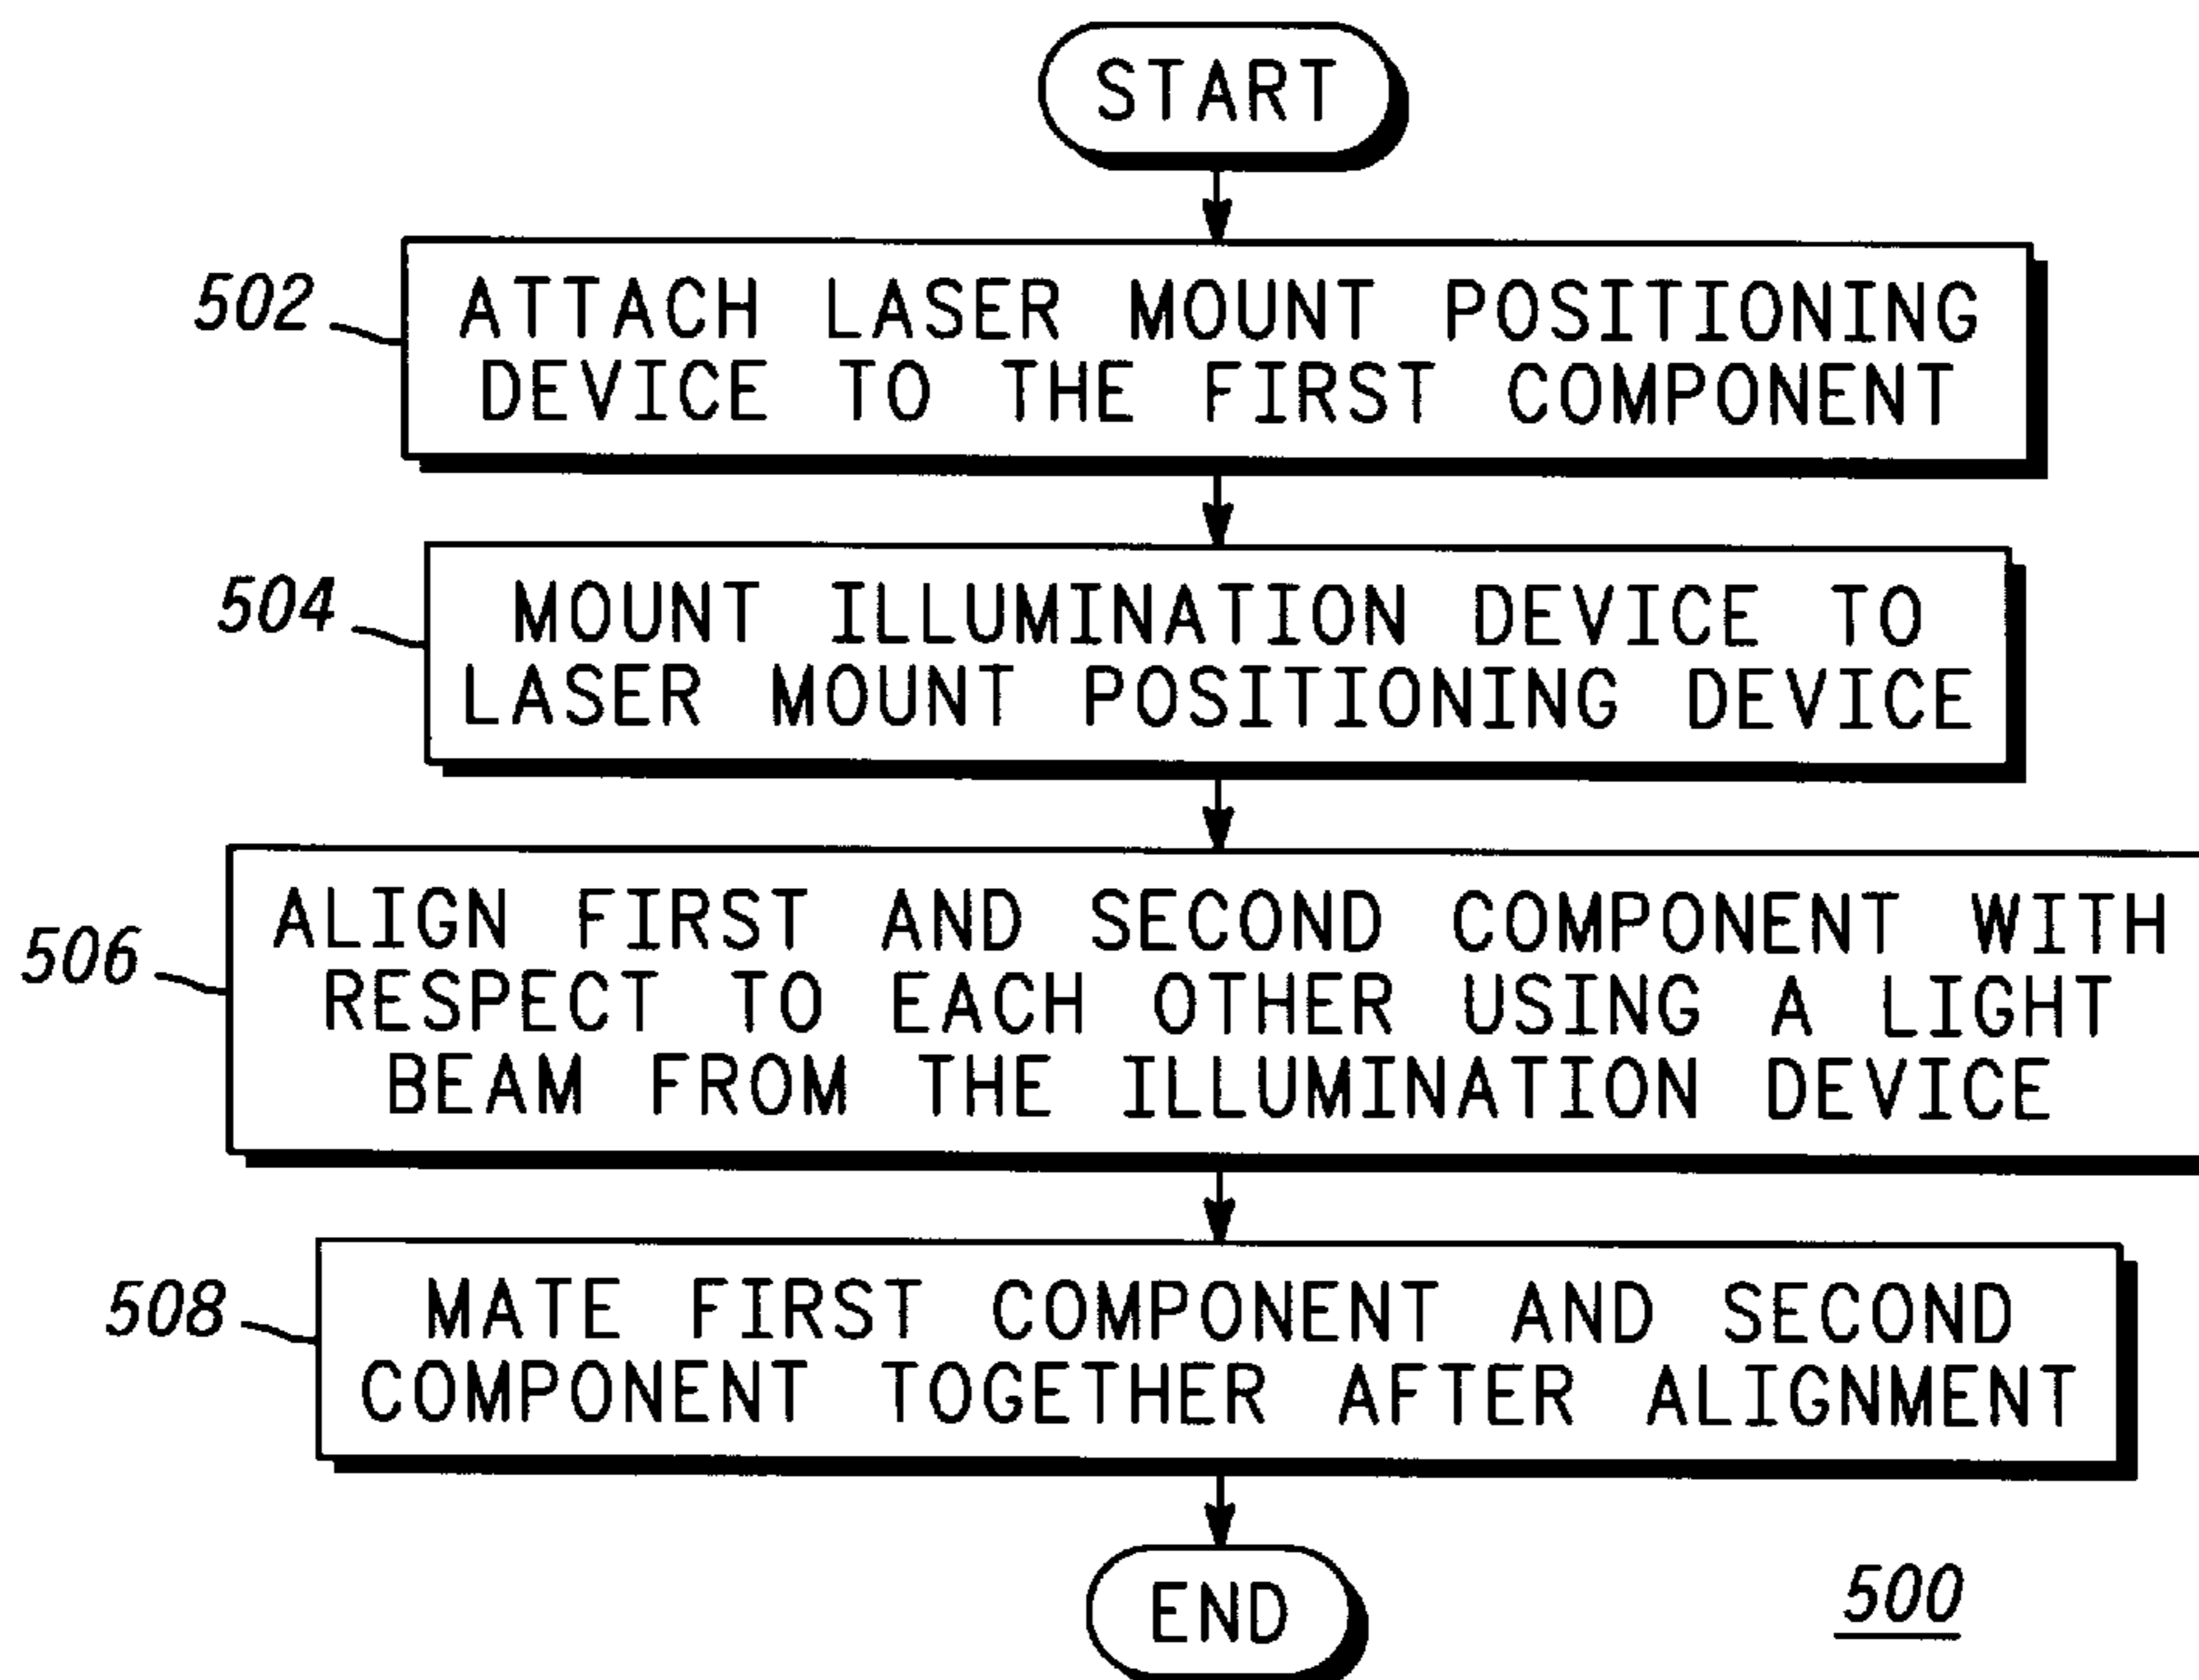 START
502
ATTACH LASER MOUNT POSITIONING
DEVICE TO THE FIRST COMPONENT
504
MOUNT ILLUMINATION DEVICE TO
LASER MOUNT POSITIONING DEVICE
506
ALIGN FIRST AND SECOND COMPONENT WITH
RESPECT TO EACH OTHER USING A LIGHT
BEAM FROM THE ILLUMINATION DEVICE
508
MATE FIRST COMPONENT AND SECOND
COMPONENT TOGETHER AFTER ALIGNMENT
END
500